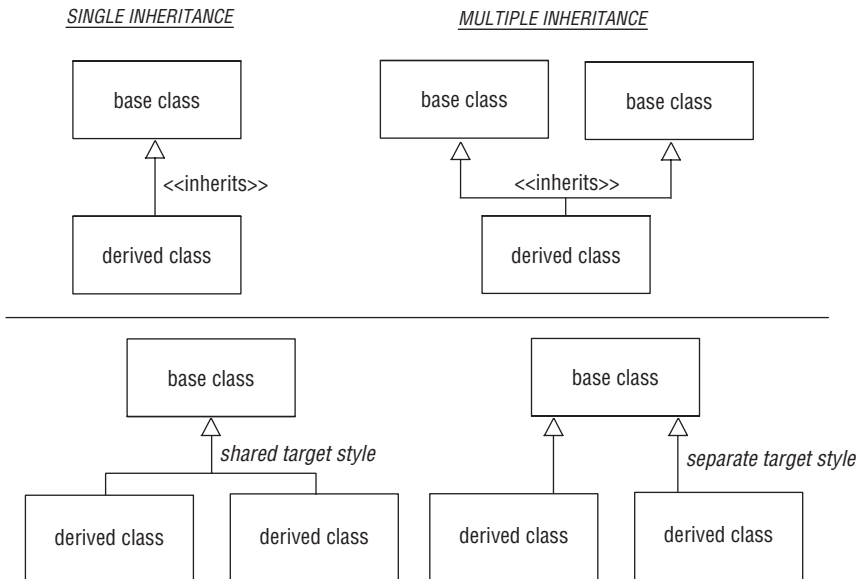 SINGLE INHERITANCE
MULTIPLE INHERITANCE
base class
base class
base class
<<inherits>>
<<inherits>>
derived class
derived class
base class
base class
shared target style
separate target style
derived class
derived class
derived class
derived class